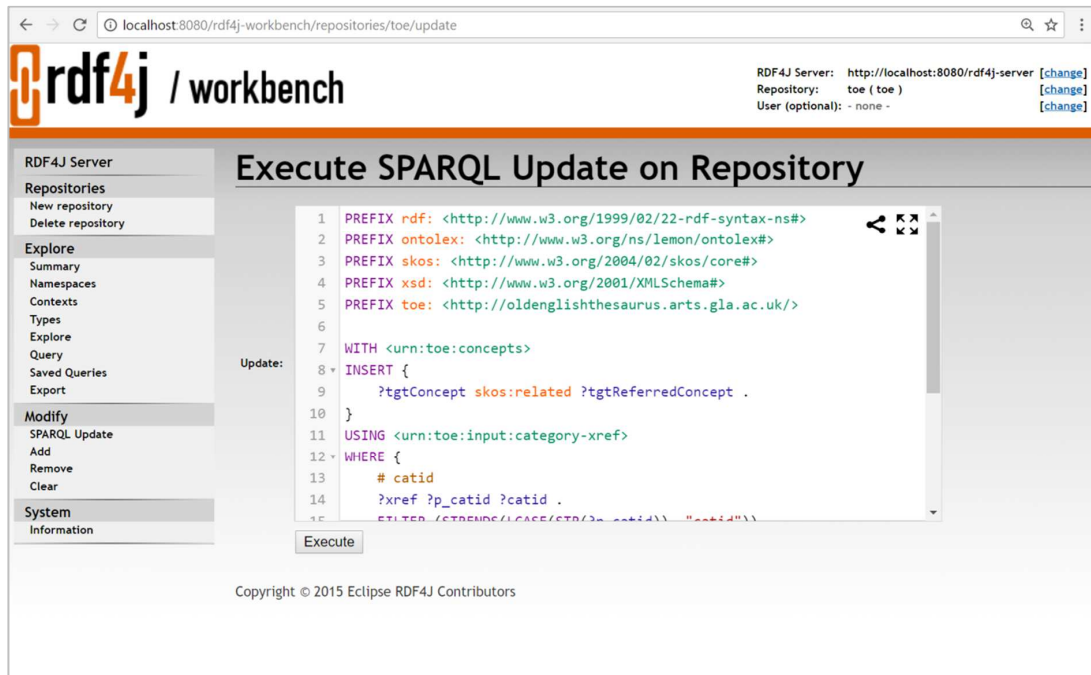 localhost:8080/rdf4j-workbench/repositories/toe/update
rdf4j / workbench
RDF4J Server: http://localhost:8080/rdf4j-server [change]
Repository: toe ( toe ) [change]
User (optional): - none - [change]
RDF4J Server
Repositories
New repository
Delete repository
Explore
Summary
Namespaces
Contexts
Types
Explore
Query
Saved Queries
Export
Modify
SPARQL Update
Add
Remove
Clear
System
Information
Execute SPARQL Update on Repository
Update:
1 PREFIX rdf: <http://www.w3.org/1999/02/22-rdf-syntax-ns#>
2 PREFIX ontolex: <http://www.w3.org/ns/lemon/ontolex#>
3 PREFIX skos: <http://www.w3.org/2004/02/skos/core#>
4 PREFIX xsd: <http://www.w3.org/2001/XMLSchema#>
5 PREFIX toe: <http://oldenglishthesaurus.arts.gla.ac.uk/>
6
7 WITH <urn:toe:concepts>
8 INSERT {
9 ?tgtConcept skos:related ?tgtReferredConcept .
10 }
11 USING <urn:toe:input:category-xref>
12 WHERE {
13 # catid
14 ?xref ?p_catid ?catid .
15 FILTER (STRENDS(LCASE(STR(?p_catid)), "catid"))
Execute
Copyright © 2015 Eclipse RDF4J Contributors